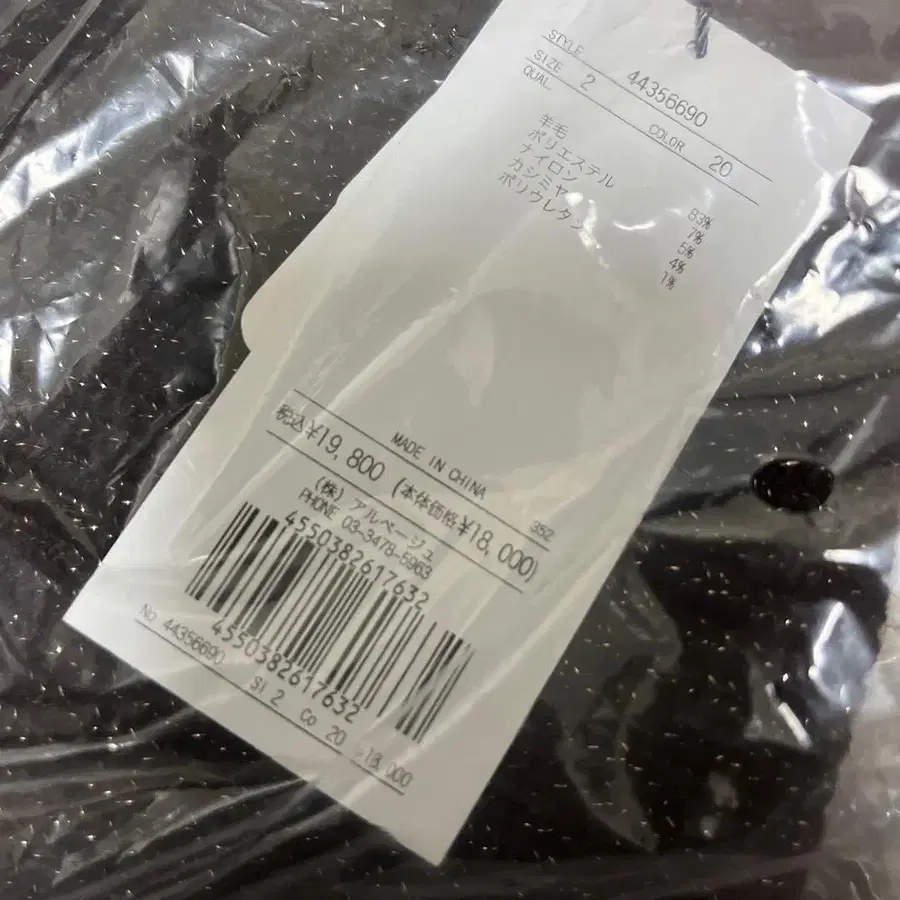 STYLE 44356690
SIZE 2 COLOR 20
QUAL
羊毛 83%
ポリエステル 7%
ナイロン 5%
カシミヤ 4%
ポリウレタン 1%
MADE IN CHINA 352
税込¥19,800 (本体価格¥18,000)
(株) アルページュ
PHONE 03-3478-5963
4550382617632
4550382617632
No 44356690 SI 2 Co 20 ¥18,000